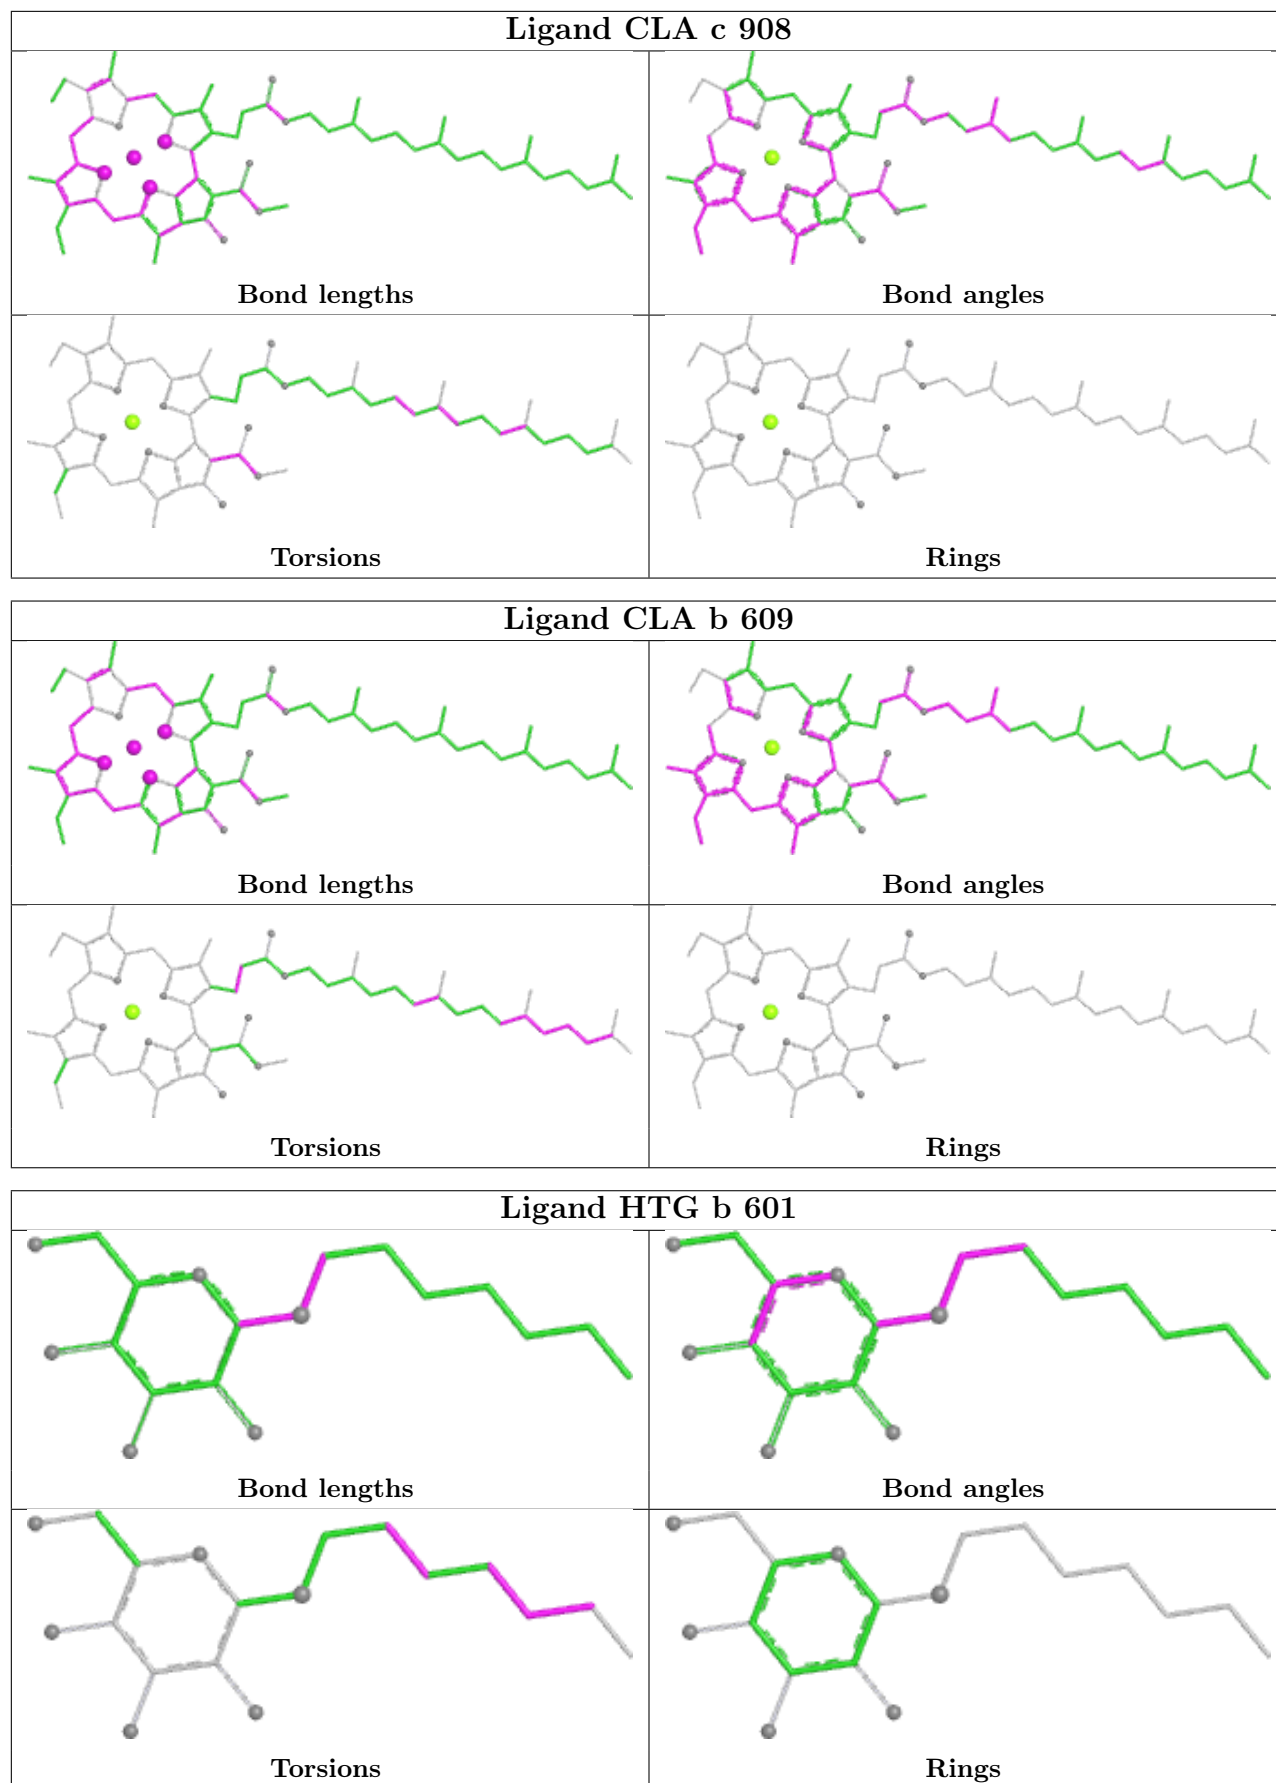 Ligand CLA c 908
Bond lengths
Bond angles
Torsions
Rings
Ligand CLA b 609
Bond lengths
Bond angles
Torsions
Rings
Ligand HTG b 601
Bond lengths
Bond angles
Torsions
Rings